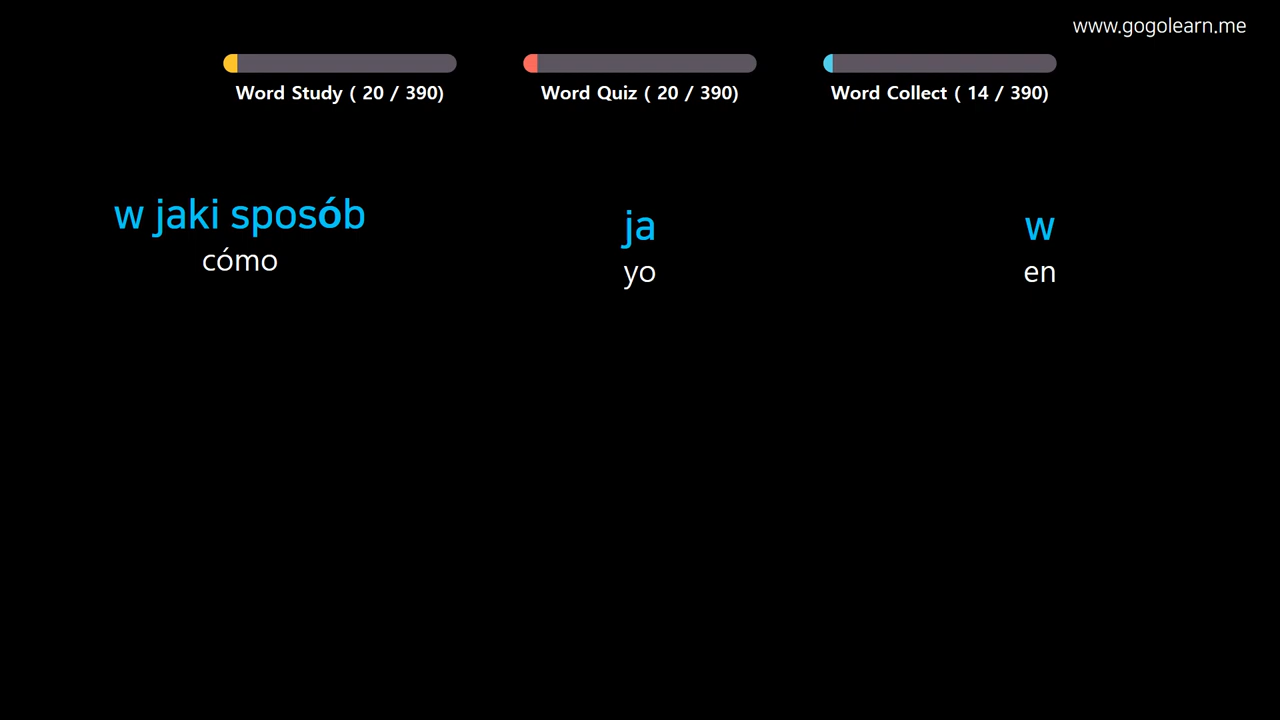 www.gogolearn.me
Word Study ( 20 / 390)
Word Quiz ( 20 / 390)
Word Collect ( 14 / 390)
w jaki sposób
cómo
ja
yo
w
en